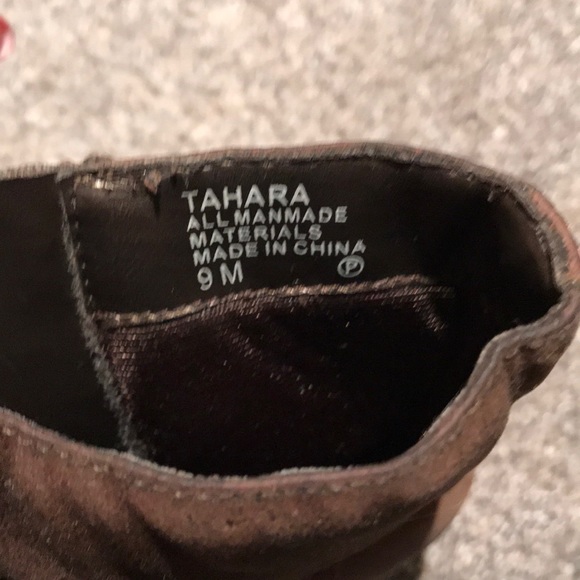 TAHARA
ALL MANMADE
MATERIALS
MADE IN CHINA
9 M Ⓟ